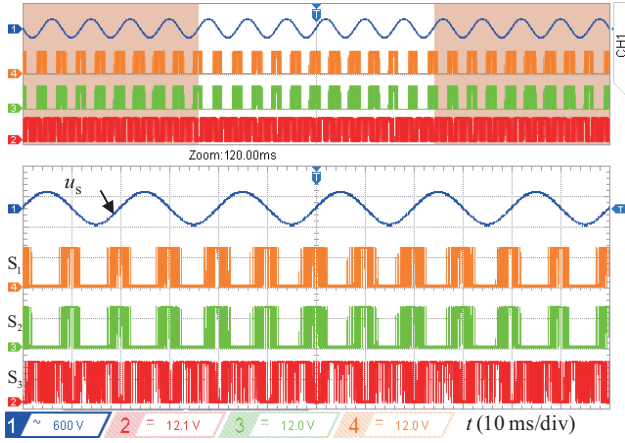 T
CH1
1
4
3
2
Zoom:120.00ms
T
us
1
T
S1
4
S2
3
S3
2
1 ~ 600 V 2 12.1 V 3 12.0 V 4 12.0 V t (10 ms/div)